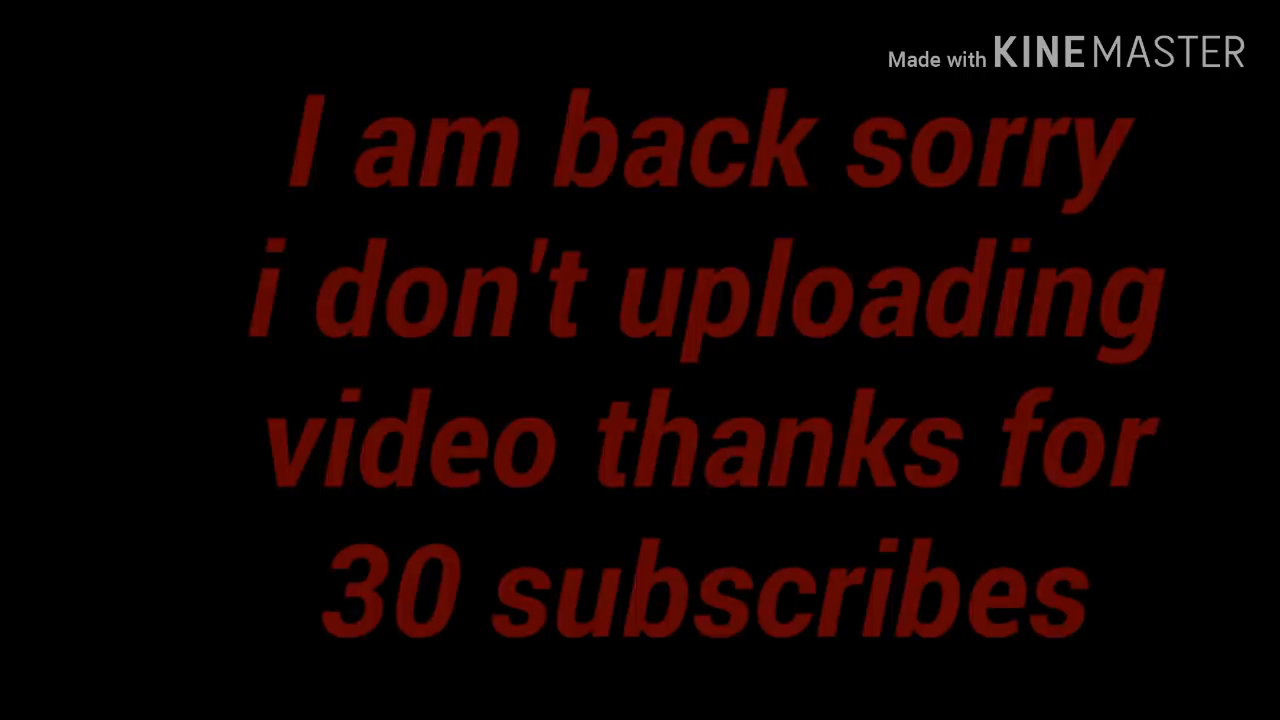 Made with KINEMASTER
I am back sorry
i don't uploading
video thanks for
30 subscribes